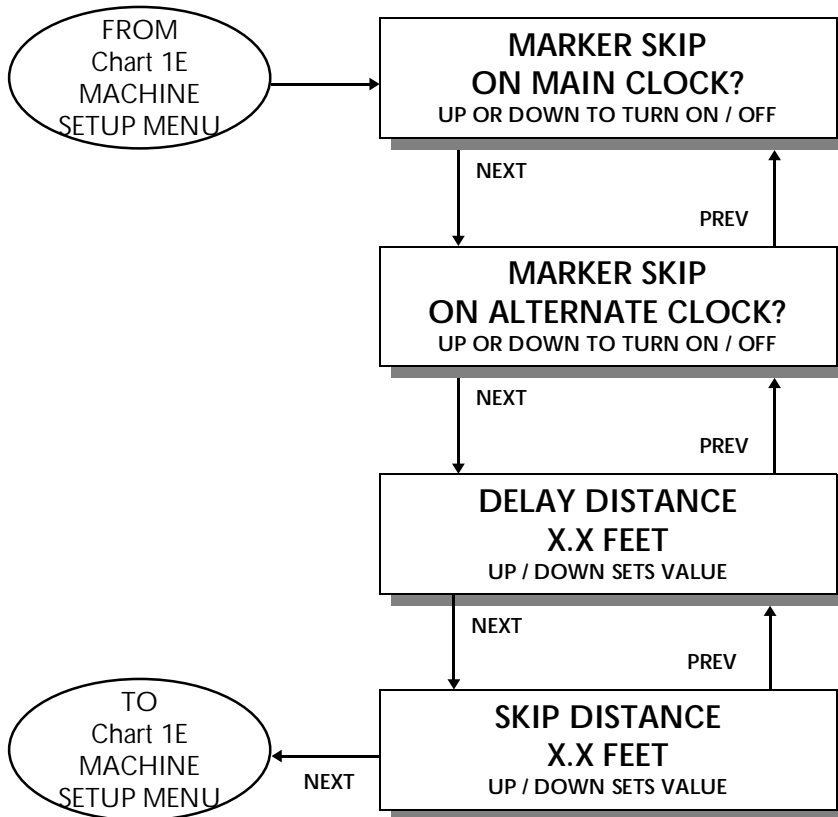 FROM
Chart 1E
MACHINE
SETUP MENU
MARKER SKIP
ON MAIN CLOCK?
UP OR DOWN TO TURN ON / OFF
NEXT
PREV
MARKER SKIP
ON ALTERNATE CLOCK?
UP OR DOWN TO TURN ON / OFF
NEXT
PREV
DELAY DISTANCE
X.X FEET
UP / DOWN SETS VALUE
NEXT
PREV
SKIP DISTANCE
X.X FEET
UP / DOWN SETS VALUE
NEXT
TO
Chart 1E
MACHINE
SETUP MENU